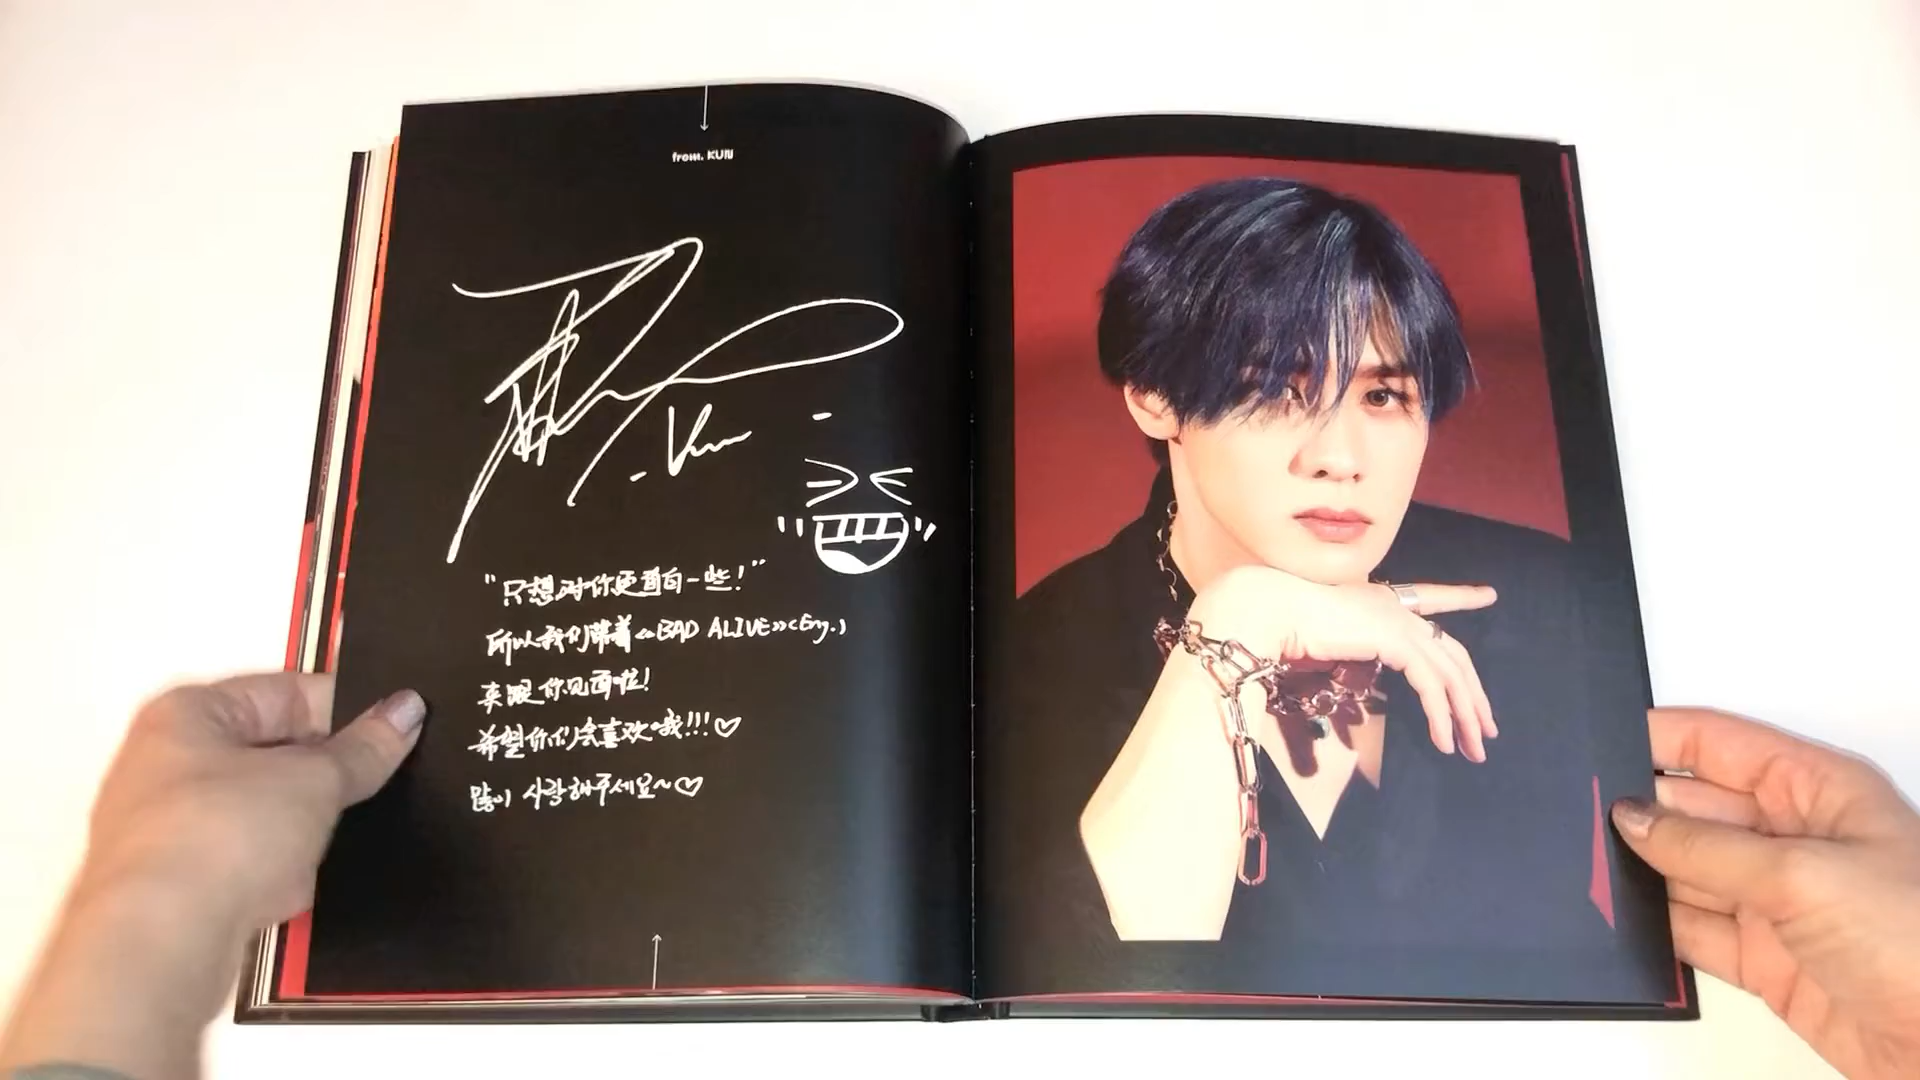 from. KUN
-Kun-
"只想对你更直白一些!"
所以我们带着《BAD ALIVE》(Eng.)
来跟你见面啦!
希望你们会喜欢哦!!!♡
많이 사랑해주세요~♡